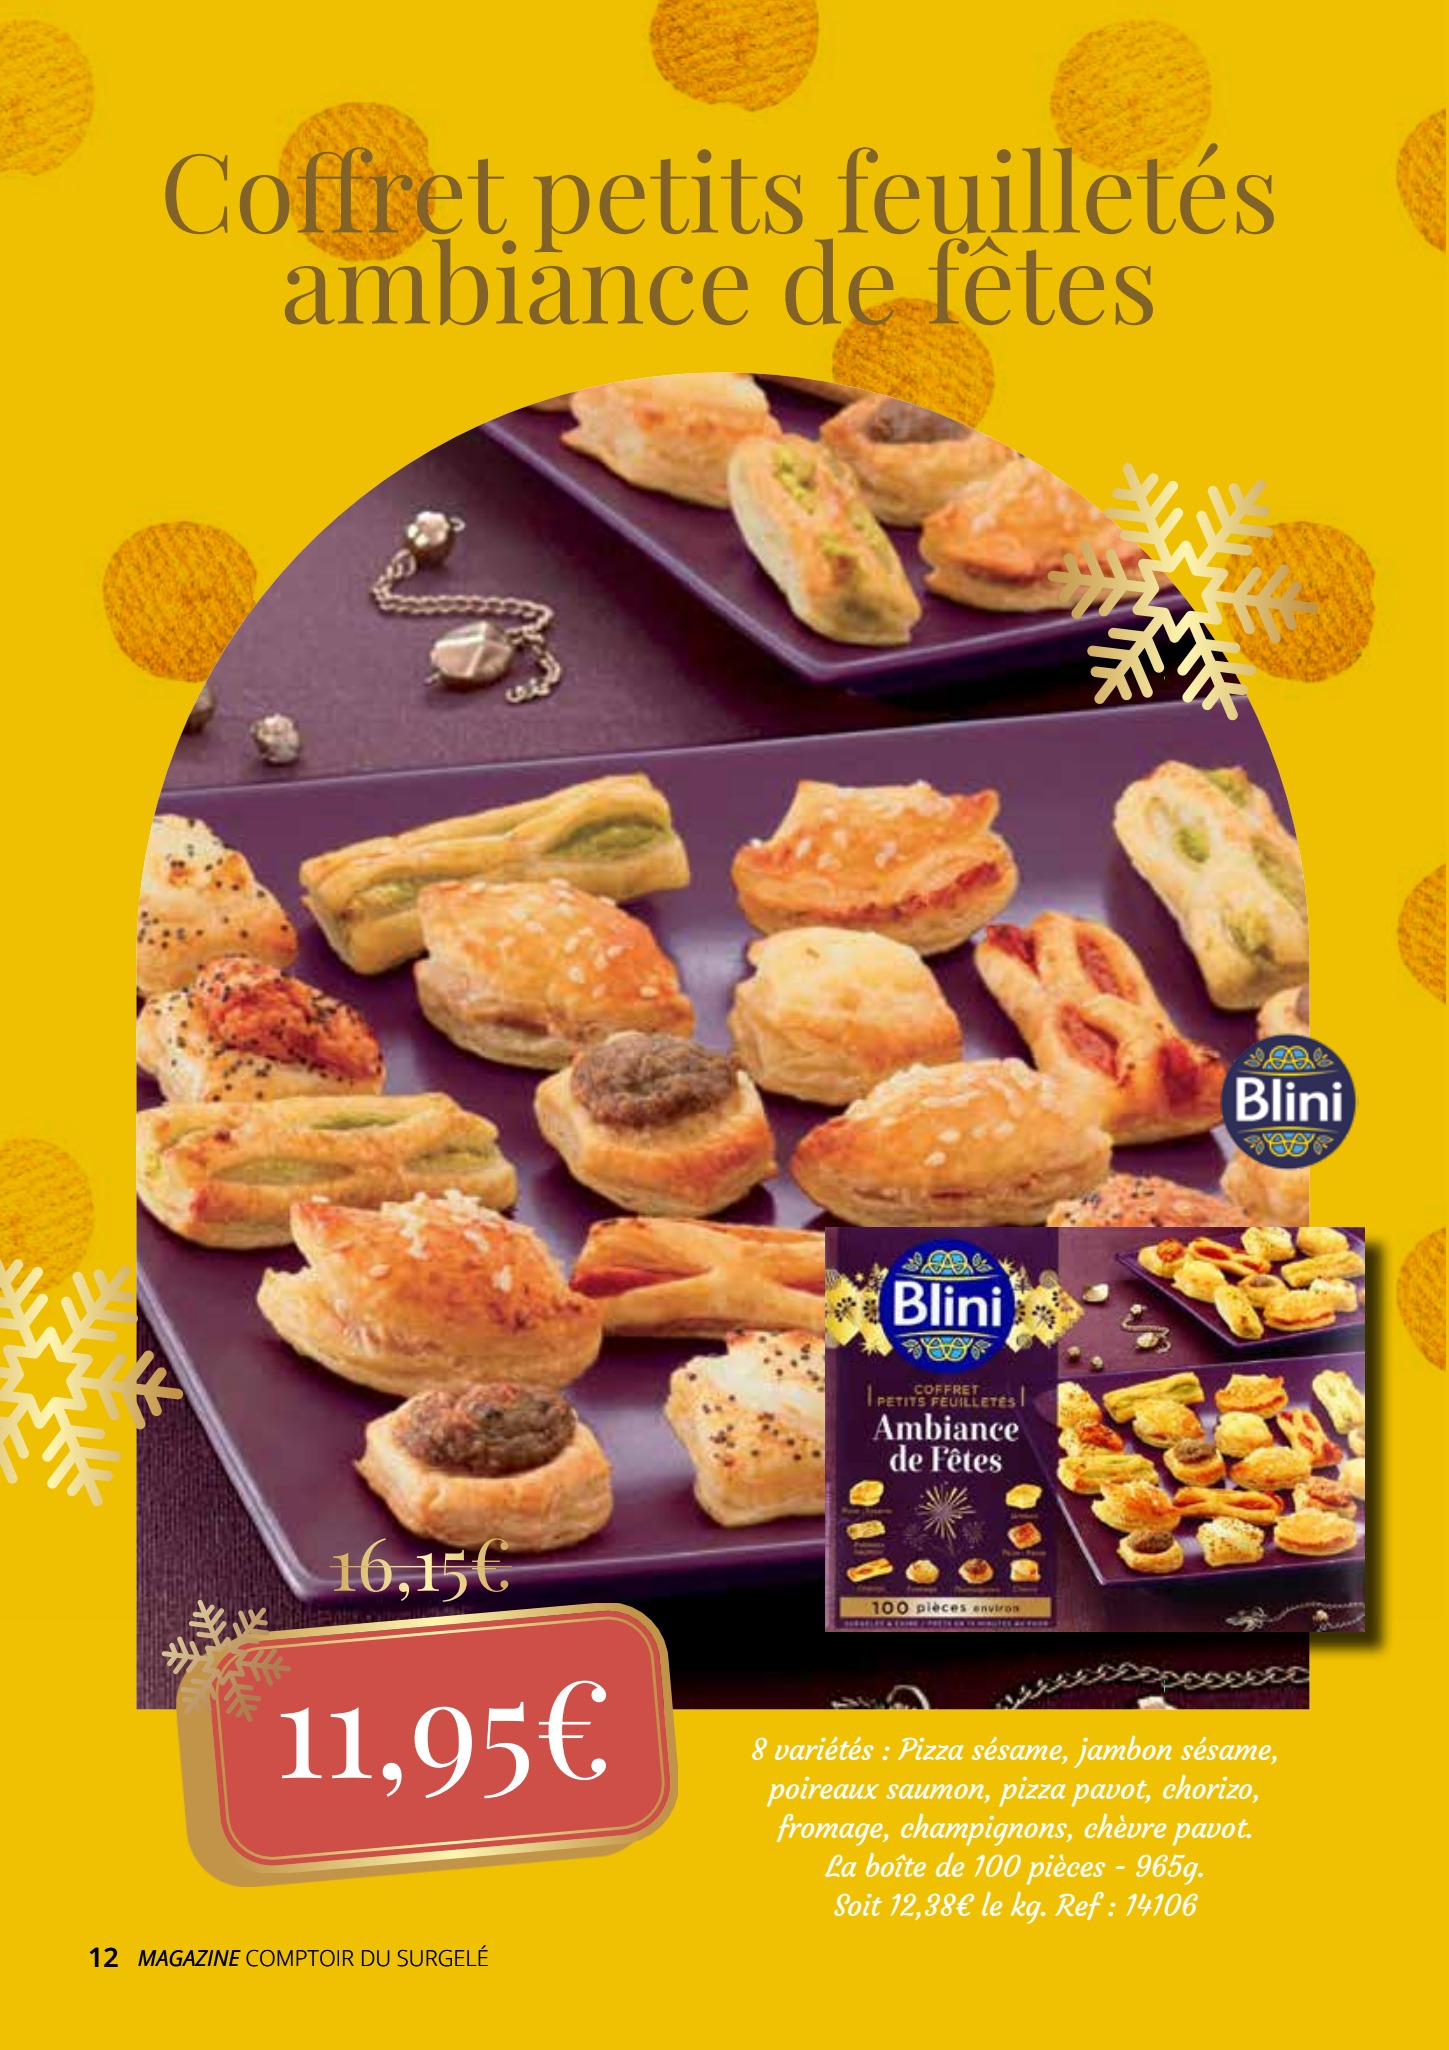 Coffret petits feuilletés
ambiance de fêtes
Blini
Blini
COFFRET
PETITS FEUILLETÉS
Ambiance
de Fêtes
100 pièces environ
16,15€
11,95€
8 variétés : Pizza sésame, jambon sésame,
poireaux saumon, pizza pavot, chorizo,
fromage, champignons, chèvre pavot.
La boîte de 100 pièces - 965g.
Soit 12,38€ le kg. Ref : 14106
12 MAGAZINE COMPTOIR DU SURGELÉ